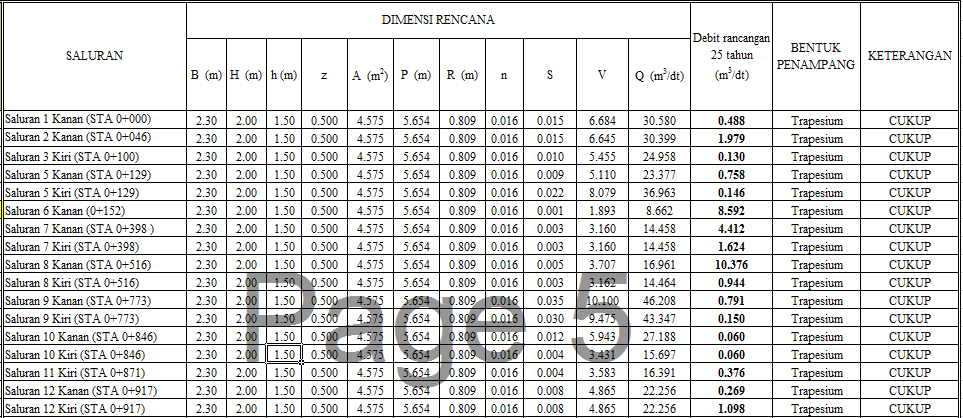 DIMENSI RENCANA
SALURAN
B (m) H (m) h (m) z A (m²) P (m) R (m) n S V Q (m³/dt)
Debit rancangan
25 tahun
(m³/dt)
BENTUK
PENAMPANG
KETERANGAN
Saluran 1 Kanan (STA 0+000) 2.30 2.00 1.50 0.500 4.575 5.654 0.809 0.016 0.015 6.684 30.580 0.488 Trapesium CUKUP
Saluran 2 Kanan (STA 0+046) 2.30 2.00 1.50 0.500 4.575 5.654 0.809 0.016 0.015 6.645 30.399 1.979 Trapesium CUKUP
Saluran 3 Kiri (STA 0+100) 2.30 2.00 1.50 0.500 4.575 5.654 0.809 0.016 0.010 5.455 24.958 0.130 Trapesium CUKUP
Saluran 5 Kanan (STA 0+129) 2.30 2.00 1.50 0.500 4.575 5.654 0.809 0.016 0.009 5.110 23.377 0.758 Trapesium CUKUP
Saluran 5 Kiri (STA 0+129) 2.30 2.00 1.50 0.500 4.575 5.654 0.809 0.016 0.022 8.079 36.963 0.146 Trapesium CUKUP
Saluran 6 Kanan (0+152) 2.30 2.00 1.50 0.500 4.575 5.654 0.809 0.016 0.001 1.893 8.662 8.592 Trapesium CUKUP
Saluran 7 Kanan (STA 0+398 ) 2.30 2.00 1.50 0.500 4.575 5.654 0.809 0.016 0.003 3.160 14.458 4.412 Trapesium CUKUP
Saluran 7 Kiri (STA 0+398) 2.30 2.00 1.50 0.500 4.575 5.654 0.809 0.016 0.003 3.160 14.458 1.624 Trapesium CUKUP
Saluran 8 Kanan (STA 0+516) 2.30 2.00 1.50 0.500 4.575 5.654 0.809 0.016 0.005 3.707 16.961 10.376 Trapesium CUKUP
Saluran 8 Kiri (STA 0+516) 2.30 2.00 1.50 0.500 4.575 5.654 0.809 0.016 0.003 3.162 14.464 0.944 Trapesium CUKUP
Saluran 9 Kanan (STA 0+773) 2.30 2.00 1.50 0.500 4.575 5.654 0.809 0.016 0.035 10.100 46.208 0.791 Trapesium CUKUP
Saluran 9 Kiri (STA 0+773) 2.30 2.00 1.50 0.500 4.575 5.654 0.809 0.016 0.030 9.475 43.347 0.150 Trapesium CUKUP
Saluran 10 Kanan (STA 0+846) 2.30 2.00 1.50 0.500 4.575 5.654 0.809 0.016 0.012 5.943 27.188 0.060 Trapesium CUKUP
Saluran 10 Kiri (STA 0+846) 2.30 2.00 1.50 0.500 4.575 5.654 0.809 0.016 0.004 3.431 15.697 0.060 Trapesium CUKUP
Saluran 11 Kiri (STA 0+871) 2.30 2.00 1.50 0.500 4.575 5.654 0.809 0.016 0.004 3.583 16.391 0.376 Trapesium CUKUP
Saluran 12 Kanan (STA 0+917) 2.30 2.00 1.50 0.500 4.575 5.654 0.809 0.016 0.008 4.865 22.256 0.269 Trapesium CUKUP
Saluran 12 Kiri (STA 0+917) 2.30 2.00 1.50 0.500 4.575 5.654 0.809 0.016 0.008 4.865 22.256 1.098 Trapesium CUKUP
Page 5